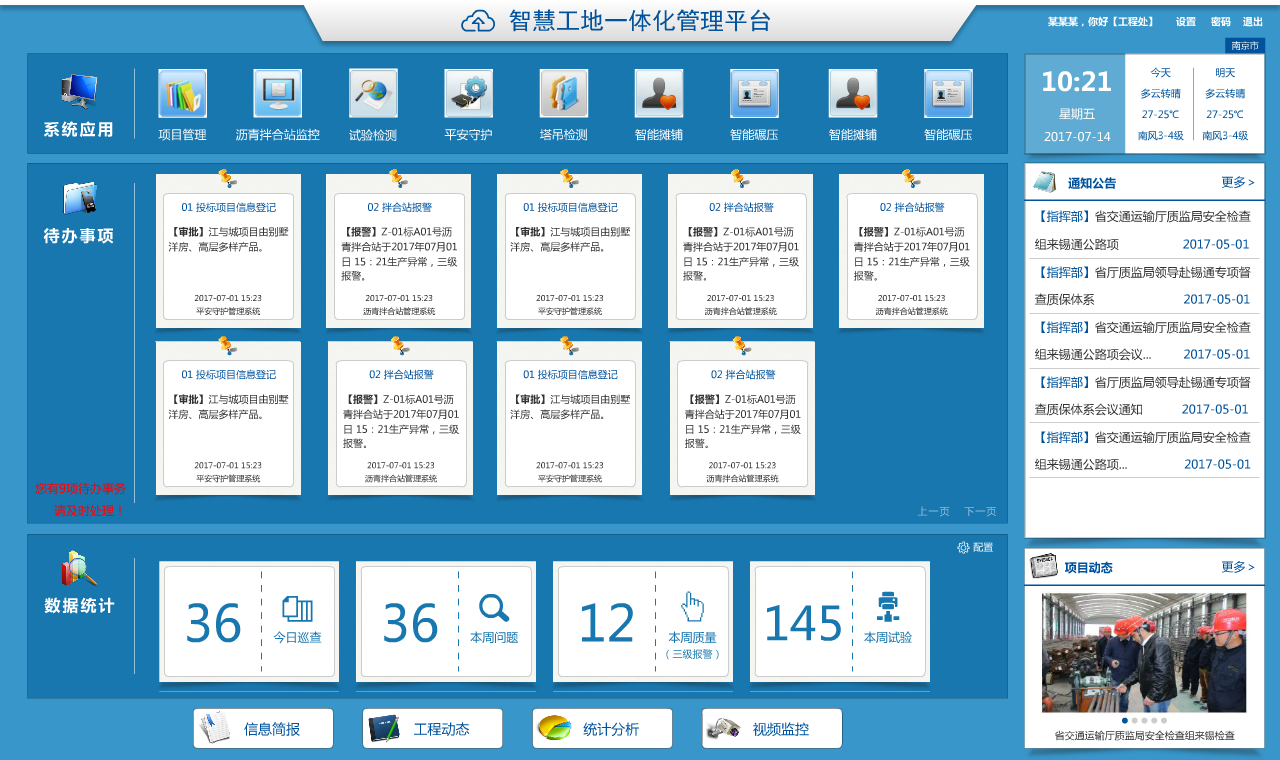 智慧工地一体化管理平台
某某某，你好【工程处】 设置 密码 退出
南京市
系统应用
项目管理
沥青拌合站监控
试验检测
平安守护
塔吊检测
智能摊铺
智能碾压
智能摊铺
智能碾压
10:21
星期五
2017-07-14
今天
多云转晴
27-25℃
南风3-4级
明天
多云转晴
27-25℃
南风3-4级
待办事项
01 投标项目信息登记
【审批】江与城项目由别墅
洋房、高层多样产品。
2017-07-01 15:23
平安守护管理系统
02 拌合站报警
【报警】Z-01标A01号沥
青拌合站于2017年07月01
日 15：21生产异常，三级
报警。
2017-07-01 15:23
沥青拌合站管理系统
01 投标项目信息登记
【审批】江与城项目由别墅
洋房、高层多样产品。
2017-07-01 15:23
平安守护管理系统
02 拌合站报警
【报警】Z-01标A01号沥
青拌合站于2017年07月01
日 15：21生产异常，三级
报警。
2017-07-01 15:23
沥青拌合站管理系统
02 拌合站报警
【报警】Z-01标A01号沥
青拌合站于2017年07月01
日 15：21生产异常，三级
报警。
2017-07-01 15:23
沥青拌合站管理系统
01 投标项目信息登记
【审批】江与城项目由别墅
洋房、高层多样产品。
2017-07-01 15:23
平安守护管理系统
02 拌合站报警
【报警】Z-01标A01号沥
青拌合站于2017年07月01
日 15：21生产异常，三级
报警。
2017-07-01 15:23
沥青拌合站管理系统
01 投标项目信息登记
【审批】江与城项目由别墅
洋房、高层多样产品。
2017-07-01 15:23
平安守护管理系统
02 拌合站报警
【报警】Z-01标A01号沥
青拌合站于2017年07月01
日 15：21生产异常，三级
报警。
2017-07-01 15:23
沥青拌合站管理系统
您有9项待办事务
请及时处理！
上一页 下一页
通知公告 更多 >
【指挥部】省交通运输厅质监局安全检查
组来锡通公路项 2017-05-01
【指挥部】省厅质监局领导赴锡通专项督
查质保体系 2017-05-01
【指挥部】省交通运输厅质监局安全检查
组来锡通公路项会议... 2017-05-01
【指挥部】省厅质监局领导赴锡通专项督
查质保体系会议通知 2017-05-01
【指挥部】省交通运输厅质监局安全检查
组来锡通公路项... 2017-05-01
数据统计
配置
36
今日巡查
36
本周问题
12
本周质量
（三级报警）
145
本周试验
项目动态 更多 >
省交通运输厅质监局安全检查组来锡检查
信息简报
工程动态
统计分析
视频监控